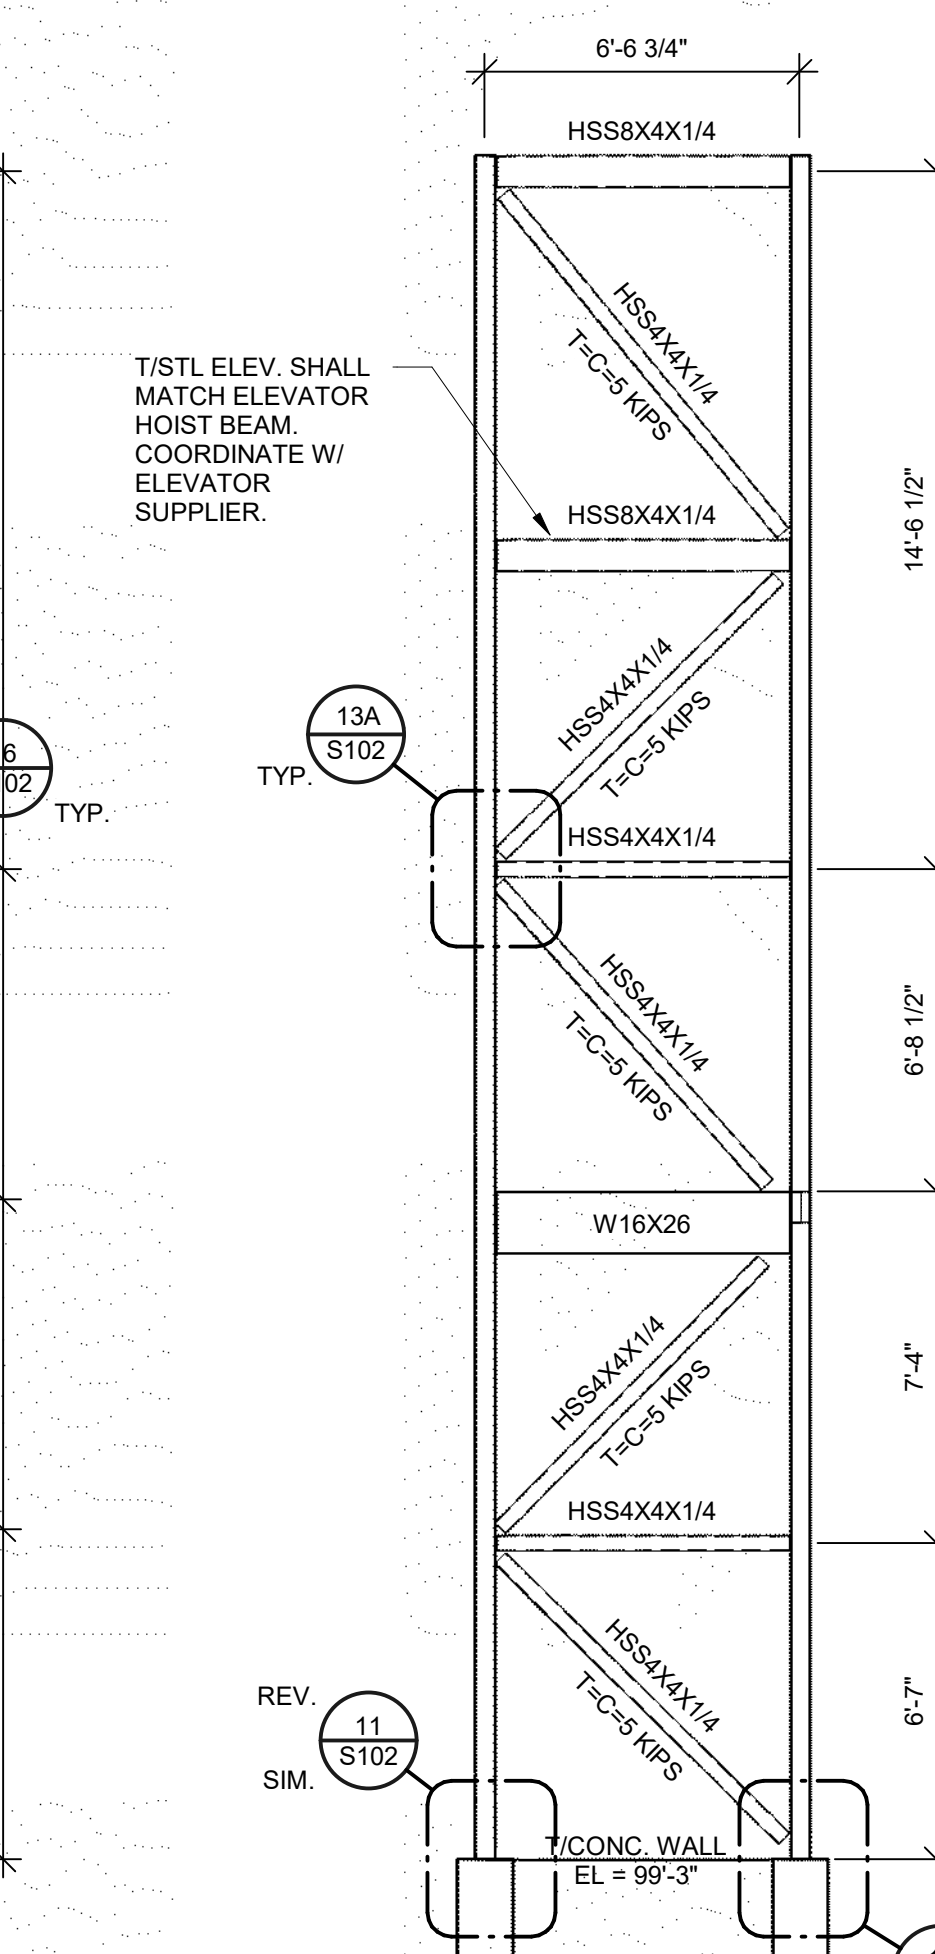 6'-6 3/4"
HSS8X4X1/4
HSS4X4X1/4
T=C=5 KIPS
T/STL ELEV. SHALL
MATCH ELEVATOR
HOIST BEAM.
COORDINATE W/
ELEVATOR
SUPPLIER.
14'-6 1/2"
HSS8X4X1/4
HSS4X4X1/4
T=C=5 KIPS
13A
S102
TYP.
6
02
TYP.
HSS4X4X1/4
HSS4X4X1/4
T=C=5 KIPS
6'-8 1/2"
W16X26
HSS4X4X1/4
T=C=5 KIPS
7'-4"
HSS4X4X1/4
HSS4X4X1/4
T=C=5 KIPS
6'-7"
REV.
11
S102
SIM.
T/CONC. WALL
EL = 99'-3"